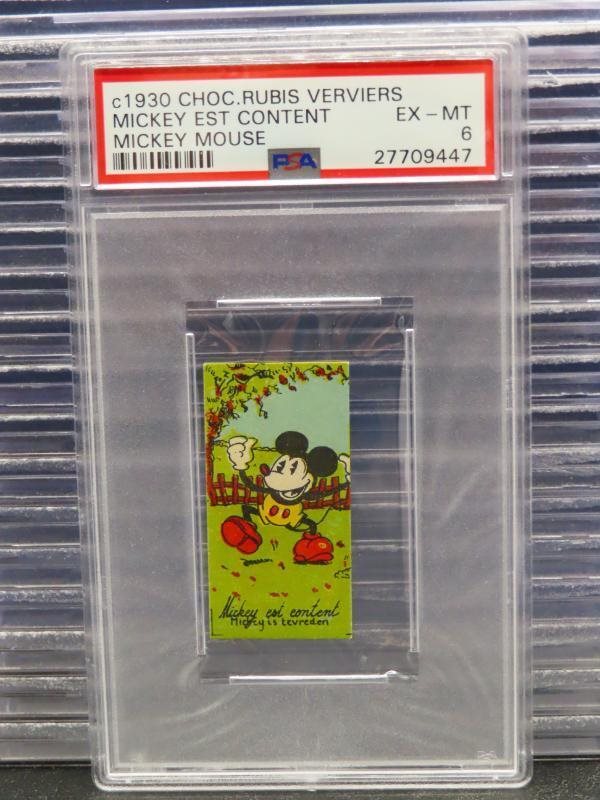 c1930 CHOC.RUBIS VERVIERS
MICKEY EST CONTENT EX-MT
MICKEY MOUSE 6
PSA 27709447
Mickey est content
Mickey is tevreden
PSA